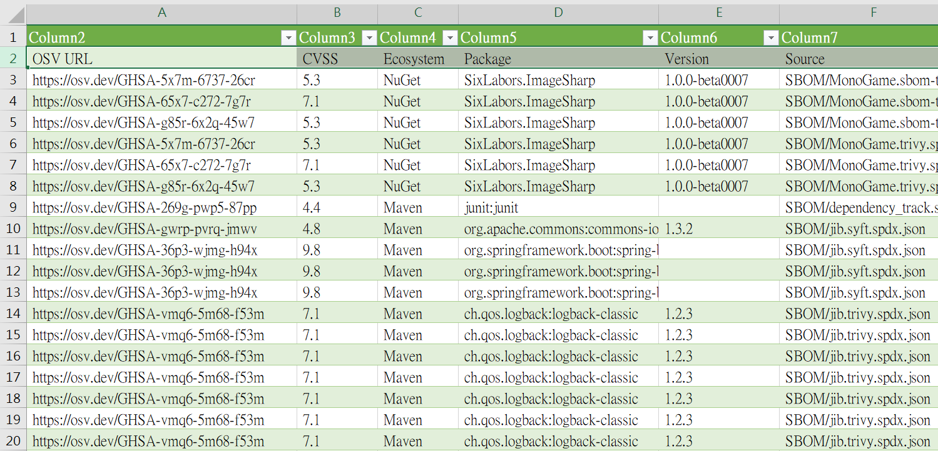 A B C D E F
1 Column2 Column3 Column4 Column5 Column6 Column7
2 OSV URL CVSS Ecosystem Package Version Source
3 https://osv.dev/GHSA-5x7m-6737-26cr 5.3 NuGet SixLabors.ImageSharp 1.0.0-beta0007 SBOM/MonoGame.sbom-t
4 https://osv.dev/GHSA-65x7-c272-7g7r 7.1 NuGet SixLabors.ImageSharp 1.0.0-beta0007 SBOM/MonoGame.sbom-t
5 https://osv.dev/GHSA-g85r-6x2q-45w7 5.3 NuGet SixLabors.ImageSharp 1.0.0-beta0007 SBOM/MonoGame.sbom-t
6 https://osv.dev/GHSA-5x7m-6737-26cr 5.3 NuGet SixLabors.ImageSharp 1.0.0-beta0007 SBOM/MonoGame.trivy.sp
7 https://osv.dev/GHSA-65x7-c272-7g7r 7.1 NuGet SixLabors.ImageSharp 1.0.0-beta0007 SBOM/MonoGame.trivy.sp
8 https://osv.dev/GHSA-g85r-6x2q-45w7 5.3 NuGet SixLabors.ImageSharp 1.0.0-beta0007 SBOM/MonoGame.trivy.sp
9 https://osv.dev/GHSA-269g-pwp5-87pp 4.4 Maven junit:junit SBOM/dependency_track.s
10 https://osv.dev/GHSA-gwrp-pvrq-jmwv 4.8 Maven org.apache.commons:commons-io 1.3.2 SBOM/jib.syft.spdx.json
11 https://osv.dev/GHSA-36p3-wjmg-h94x 9.8 Maven org.springframework.boot:spring-b SBOM/jib.syft.spdx.json
12 https://osv.dev/GHSA-36p3-wjmg-h94x 9.8 Maven org.springframework.boot:spring-b SBOM/jib.syft.spdx.json
13 https://osv.dev/GHSA-36p3-wjmg-h94x 9.8 Maven org.springframework.boot:spring-b SBOM/jib.syft.spdx.json
14 https://osv.dev/GHSA-vmq6-5m68-f53m 7.1 Maven ch.qos.logback:logback-classic 1.2.3 SBOM/jib.trivy.spdx.json
15 https://osv.dev/GHSA-vmq6-5m68-f53m 7.1 Maven ch.qos.logback:logback-classic 1.2.3 SBOM/jib.trivy.spdx.json
16 https://osv.dev/GHSA-vmq6-5m68-f53m 7.1 Maven ch.qos.logback:logback-classic 1.2.3 SBOM/jib.trivy.spdx.json
17 https://osv.dev/GHSA-vmq6-5m68-f53m 7.1 Maven ch.qos.logback:logback-classic 1.2.3 SBOM/jib.trivy.spdx.json
18 https://osv.dev/GHSA-vmq6-5m68-f53m 7.1 Maven ch.qos.logback:logback-classic 1.2.3 SBOM/jib.trivy.spdx.json
19 https://osv.dev/GHSA-vmq6-5m68-f53m 7.1 Maven ch.qos.logback:logback-classic 1.2.3 SBOM/jib.trivy.spdx.json
20 https://osv.dev/GHSA-vmq6-5m68-f53m 7.1 Maven ch.qos.logback:logback-classic 1.2.3 SBOM/jib.trivy.spdx.json